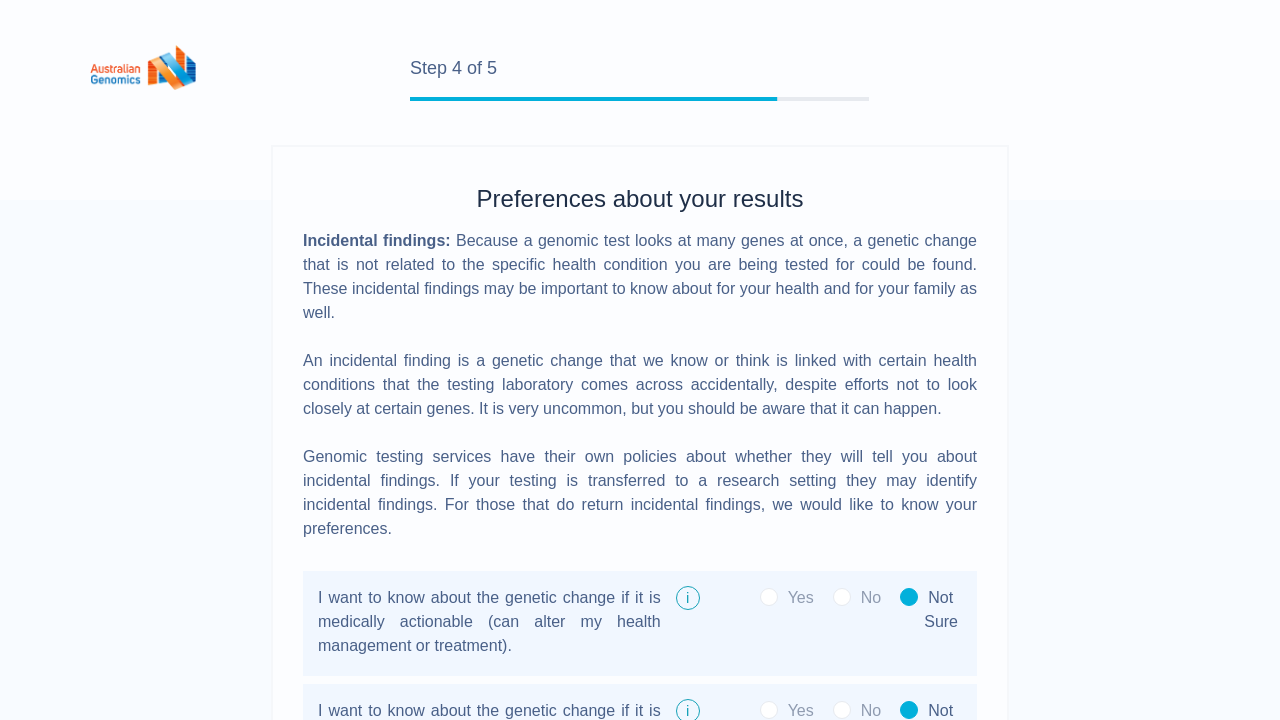 Australian
Genomics
Step 4 of 5
Preferences about your results
Incidental findings: Because a genomic test looks at many genes at once, a genetic change
that is not related to the specific health condition you are being tested for could be found.
These incidental findings may be important to know about for your health and for your family as
well.
An incidental finding is a genetic change that we know or think is linked with certain health
conditions that the testing laboratory comes across accidentally, despite efforts not to look
closely at certain genes. It is very uncommon, but you should be aware that it can happen.
Genomic testing services have their own policies about whether they will tell you about
incidental findings. If your testing is transferred to a research setting they may identify
incidental findings. For those that do return incidental findings, we would like to know your
preferences.
I want to know about the genetic change if it is i Yes No Not
medically actionable (can alter my health Sure
management or treatment).
I want to know about the genetic change if it is i Yes No Not